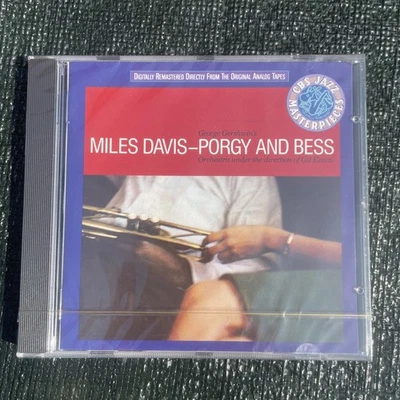 DIGITALLY REMASTERED DIRECTLY FROM THE ORIGINAL ANALOG TAPES
CBS JAZZ
MASTERPIECES
George Gershwin's
MILES DAVIS–PORGY AND BESS
Orchestra under the direction of Gil Evans